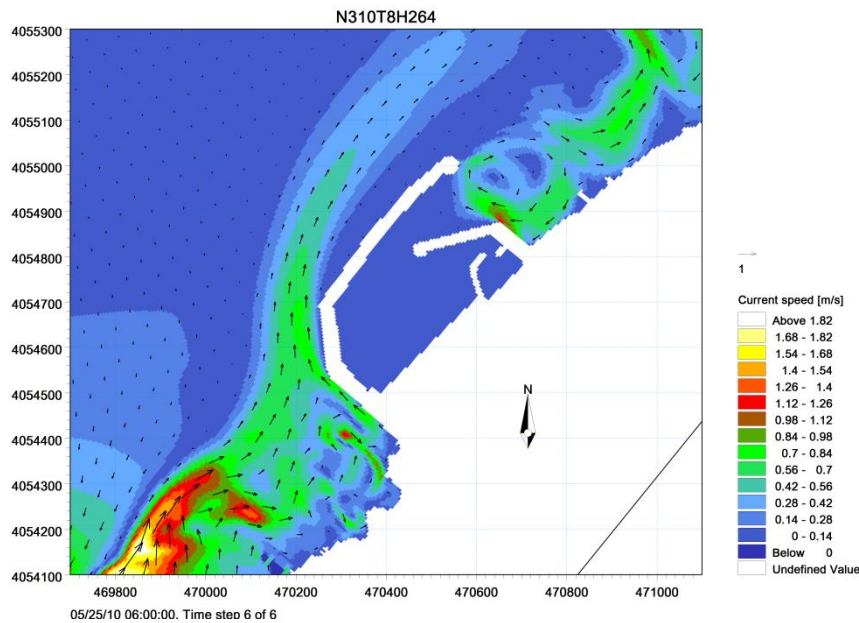 N310T8H264
4055300
4055200
4055100
4055000
4054900
4054800
4054700
4054600
4054500
4054400
4054300
4054200
4054100
469800 470000 470200 470400 470600 470800 471000
05/25/10 06:00:00, Time step 6 of 6
N
1
Current speed [m/s]
Above 1.82
1.68 - 1.82
1.54 - 1.68
1.4 - 1.54
1.26 - 1.4
1.12 - 1.26
0.98 - 1.12
0.84 - 0.98
0.7 - 0.84
0.56 - 0.7
0.42 - 0.56
0.28 - 0.42
0.14 - 0.28
0 - 0.14
Below 0
Undefined Value